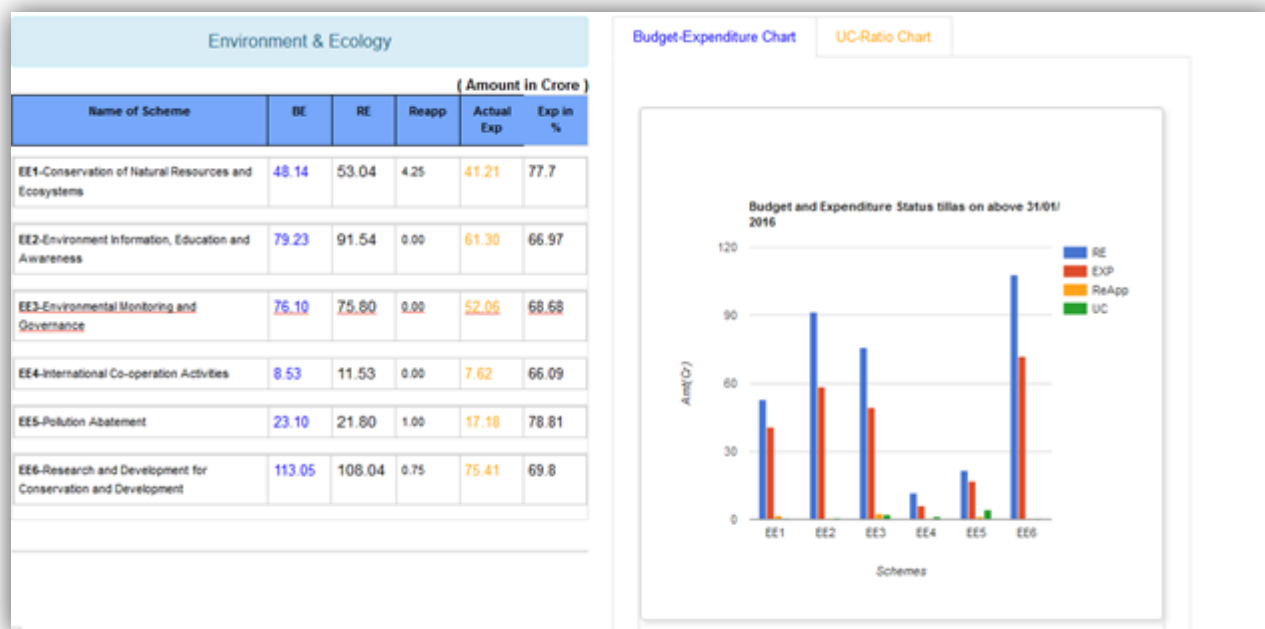 Environment & Ecology
( Amount in Crore )
Name of Scheme BE RE Reapp Actual Exp in
Exp %
EE1-Conservation of Natural Resources and 48.14 53.04 4.25 41.21 77.7
Ecosystems
EE2-Environment Information, Education and 79.23 91.54 0.00 61.30 66.97
Awareness
EE3-Environmental Monitoring and 76.10 75.80 0.00 52.06 68.68
Governance
EE4-International Co-operation Activities 8.53 11.53 0.00 7.62 66.09
EE5-Pollution Abatement 23.10 21.80 1.00 17.18 78.81
EE6-Research and Development for 113.05 108.04 0.75 75.41 69.8
Conservation and Development
Budget-Expenditure Chart UC-Ratio Chart
Budget and Expenditure Status tillas on above 31/01/
2016
120
90
60
30
0
Amt(Cr)
RE
EXP
ReApp
UC
EE1 EE2 EE3 EE4 EE5 EE6
Schemes